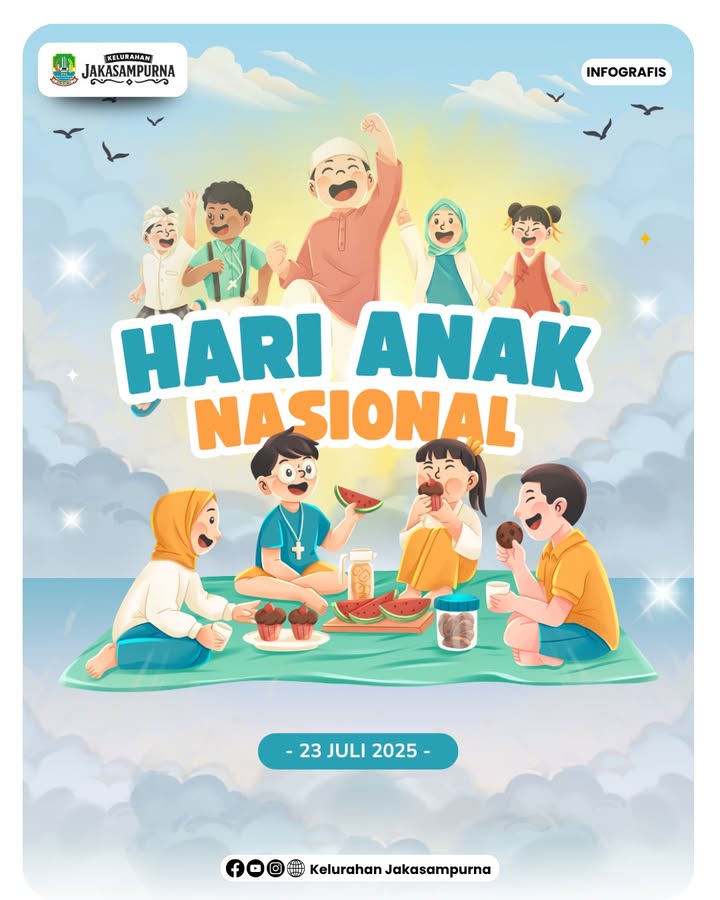 KELURAHAN
JAKASAMPURNA
INFOGRAFIS
HARI ANAK
NASIONAL
- 23 JULI 2025 -
Kelurahan Jakasampurna